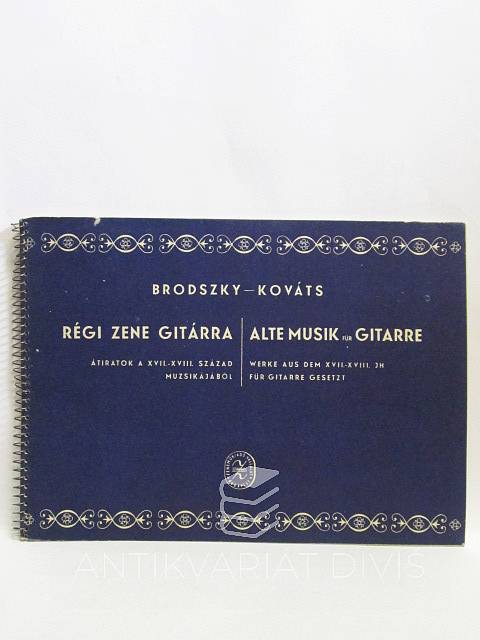 BRODSZKY—KOVÁTS
RÉGI ZENE GITÁRRA
ÁTIRATOK A XVII.-XVIII. SZÁZAD
MUZSIKÁJÁBÓL
ALTE MUSIK FÜR GITARRE
WERKE AUS DEM XVII.-XVIII. JH
FÜR GITARRE GESETZT
ANTIKVARIÁT DIVIŠ